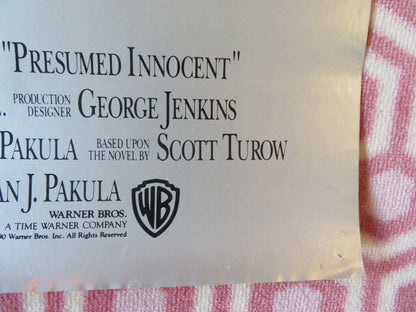 "PRESUMED INNOCENT"
PRODUCTION DESIGNER GEORGE JENKINS
PAKULA BASED UPON THE NOVEL BY SCOTT TUROW
AN J. PAKULA
WB
WARNER BROS.
A TIME WARNER COMPANY
90 Warner Bros. Inc. All Rights Reserved